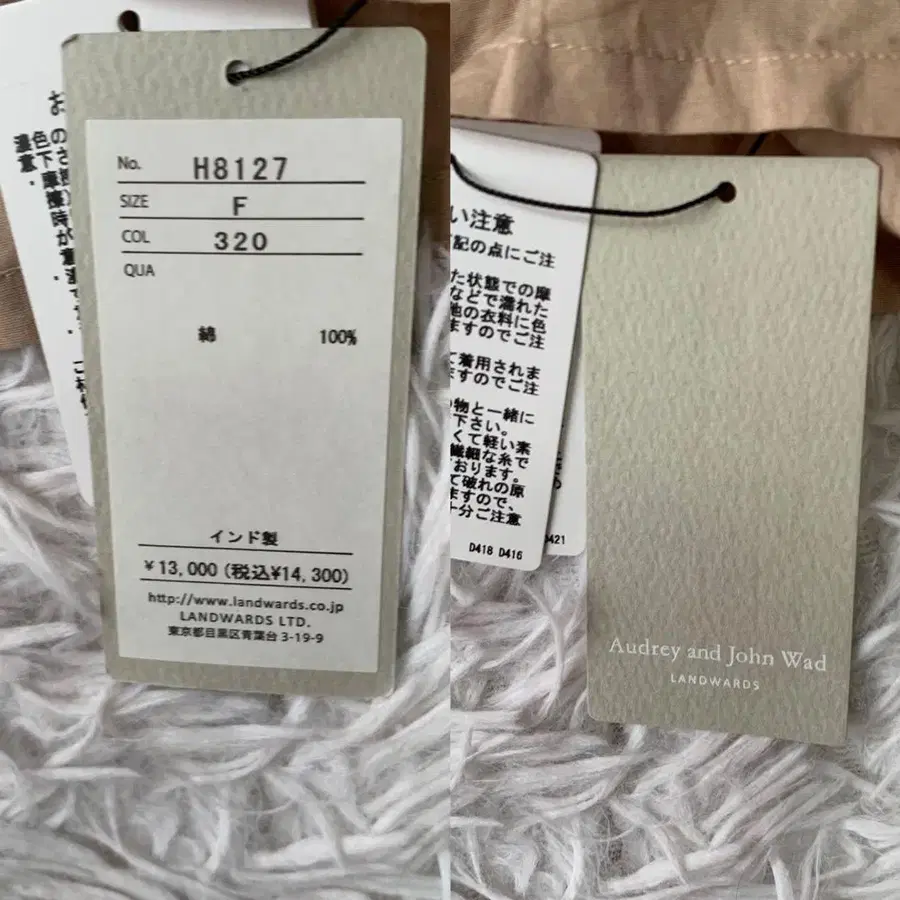 No. H8127
SIZE F
COL 320
QUA
綿 100%
インド製
¥13,000(税込¥14,300)
http://www.landwards.co.jp
LANDWARDS LTD.
東京都目黒区青葉台 3-19-9
い注意
記の点にご注
た状態での摩
などで濡れた
他の衣料に色
ますのでご注
て着用されま
ますのでご注
物と一緒に
下さい。
くて軽い素
繊細な糸で
おります。
て破れの原
ますので、
十分ご注意
D418 D416
D421
Audrey and John Wad
LANDWARDS